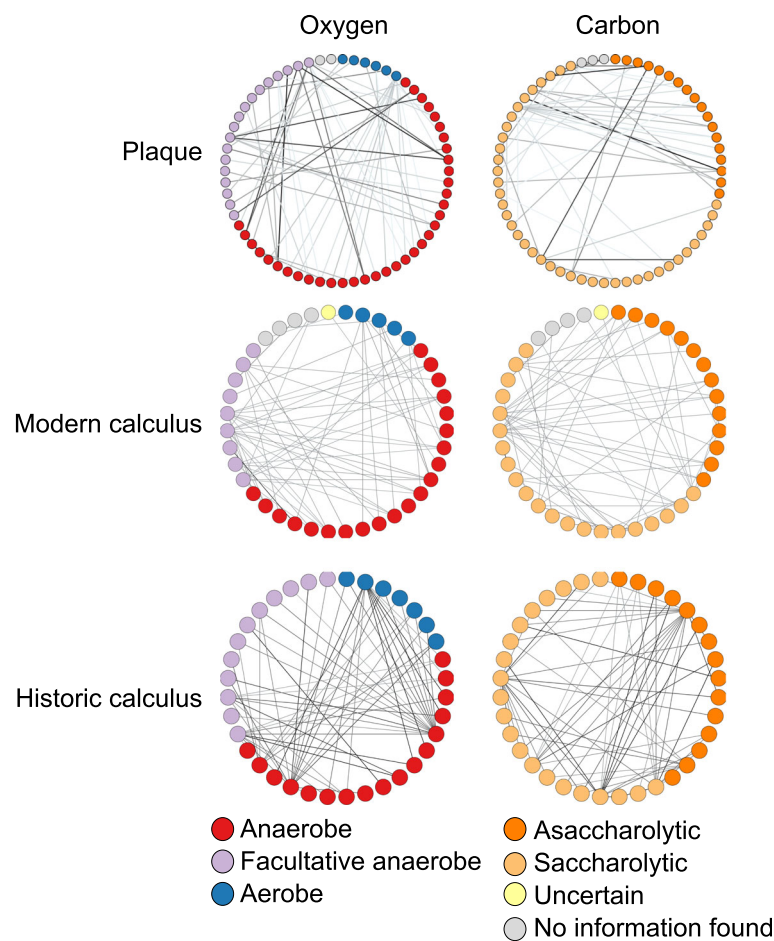 Oxygen
Carbon
Plaque
Modern calculus
Historic calculus
Anaerobe
Facultative anaerobe
Aerobe
Asaccharolytic
Saccharolytic
Uncertain
No information found